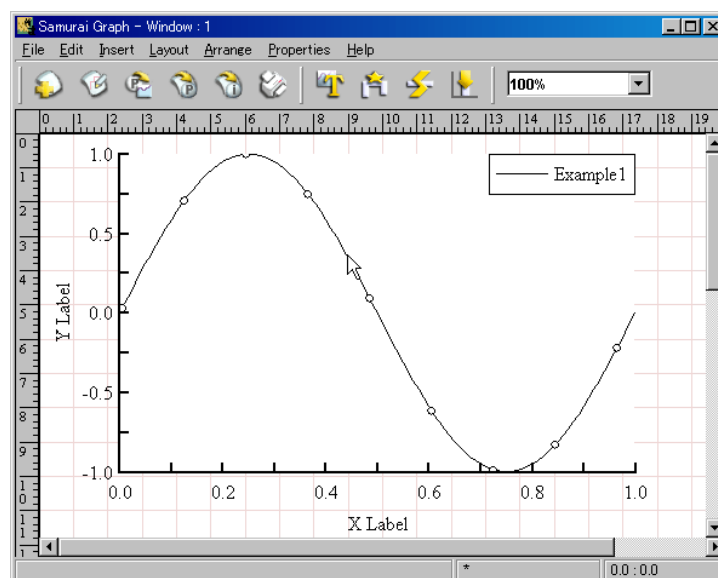 Samurai Graph - Window : 1
File Edit Insert Layout Arrange Properties Help
100%
0 1 2 3 4 5 6 7 8 9 10 11 12 13 14 15 16 17 18 19
0
1
2
3
4
5
6
7
8
9
10
11
1
1.0
0.5
0.0
-0.5
-1.0
Y Label
Example1
0.0 0.2 0.4 0.6 0.8 1.0
X Label
* 0.0 : 0.0